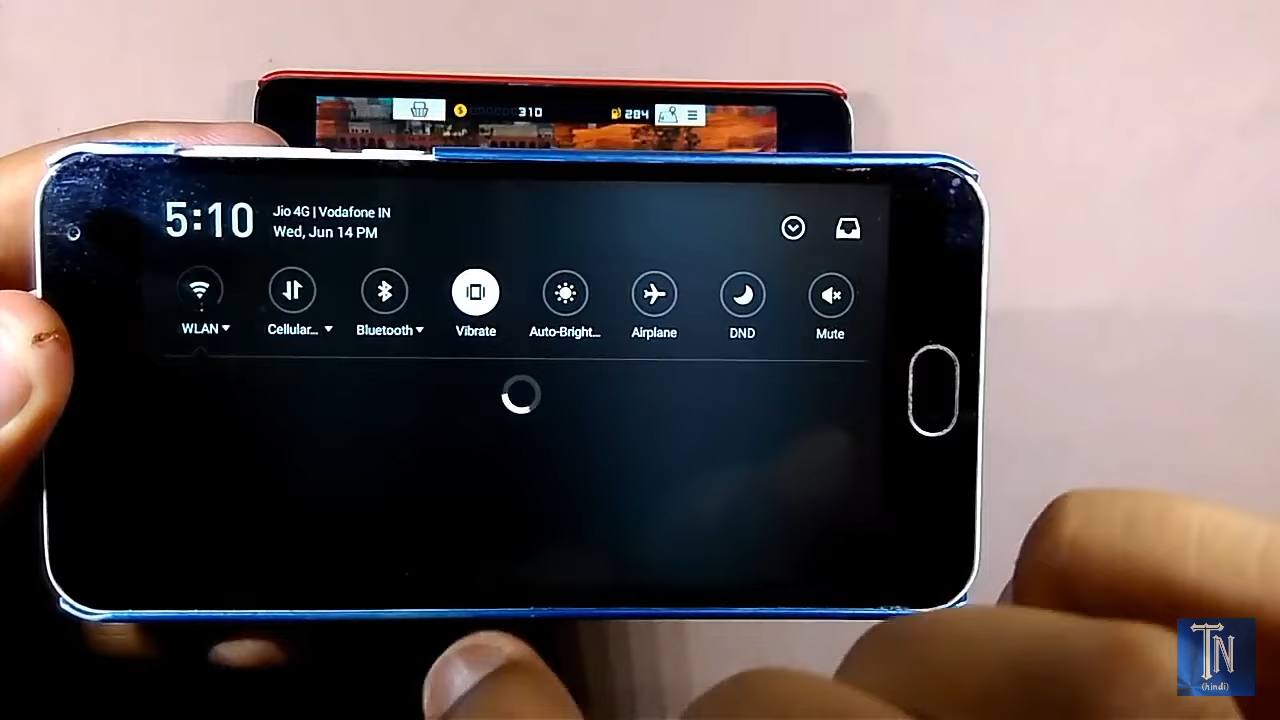 310
284
5:10
Jio 4G | Vodafone IN
Wed, Jun 14 PM
WLAN
Cellular...
Bluetooth
Vibrate
Auto-Bright...
Airplane
DND
Mute
TN
(hindi)